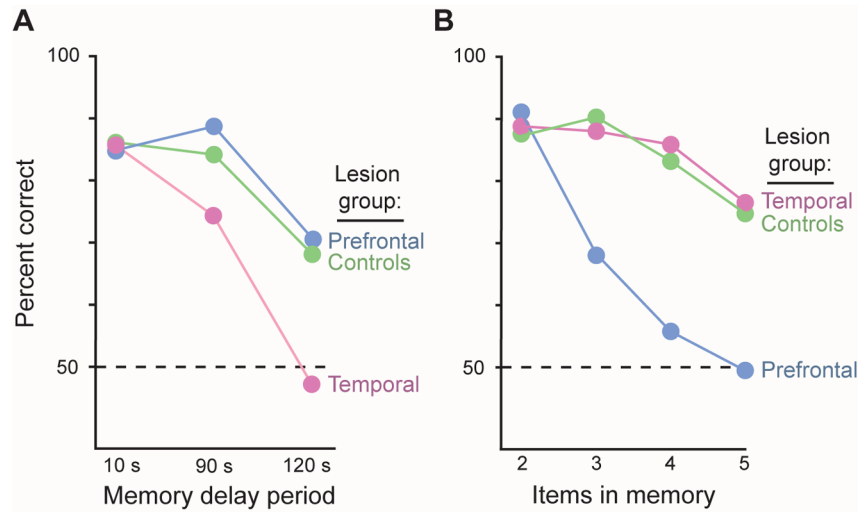 A
100
50
Percent correct
10 s 90 s 120 s
Memory delay period
Lesion
group:
Prefrontal
Controls
Temporal
B
100
50
2 3 4 5
Items in memory
Lesion
group:
Temporal
Controls
Prefrontal